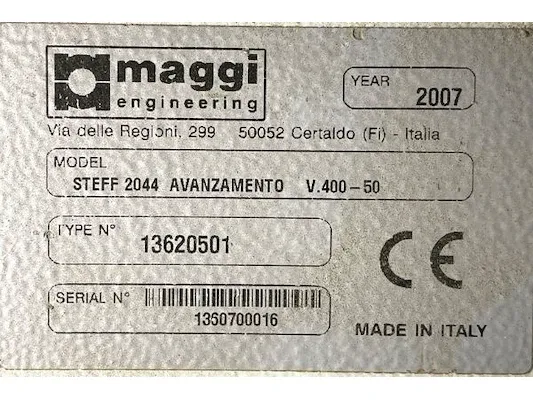 maggi
engineering
YEAR 2007
Via delle Regioni, 299 50052 Certaldo (Fi) - Italia
MODEL
STEFF 2044 AVANZAMENTO V.400-50
TYPE N° 13620501
SERIAL N°
1350700016
CE
MADE IN ITALY